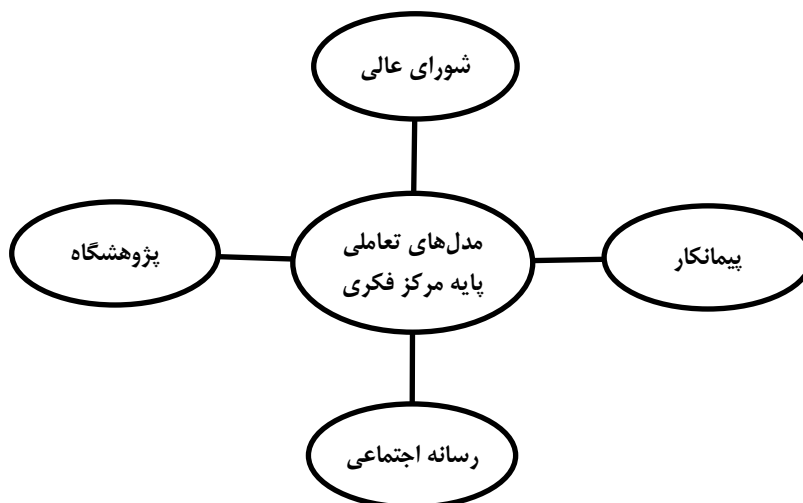 شورای عالی
پیمانکار
مدل‌های تعاملی
پایه مرکز فکری
پژوهشگاه
رسانه اجتماعی